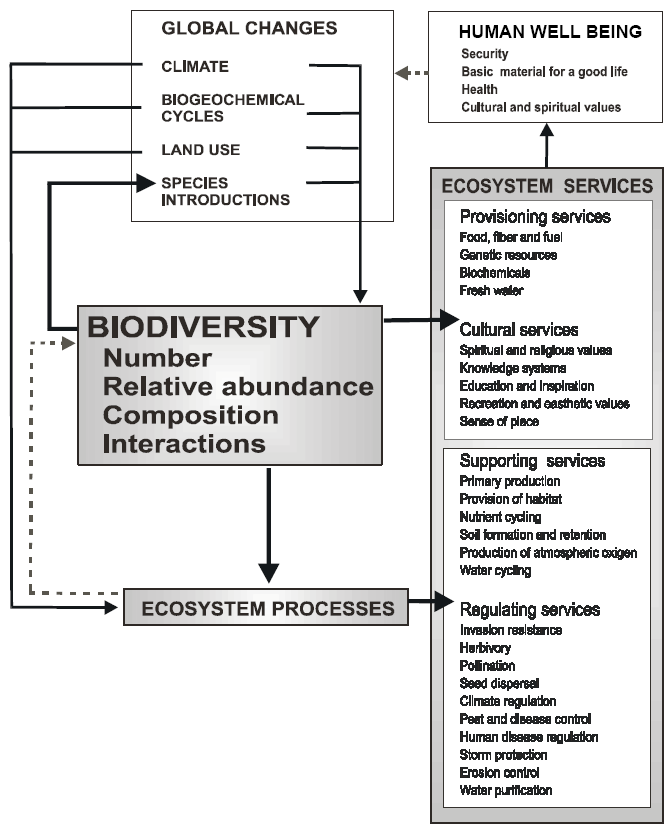 GLOBAL CHANGES
CLIMATE
BIOGEOCHEMICAL
CYCLES
LAND USE
SPECIES
INTRODUCTIONS
HUMAN WELL BEING
Security
Basic material for a good life
Health
Cultural and spiritual values
BIODIVERSITY
Number
Relative abundance
Composition
Interactions
ECOSYSTEM PROCESSES
ECOSYSTEM SERVICES
Provisioning services
Food, fiber and fuel
Genetic resources
Biochemicals
Fresh water
Cultural services
Spiritual and religious values
Knowledge systems
Education and inspiration
Recreation and easthetic values
Sense of place
Supporting services
Primary production
Provision of habitat
Nutrient cycling
Soil formation and retention
Production of atmospheric oxigen
Water cycling
Regulating services
Invasion resistance
Herbivory
Pollination
Seed dispersal
Climate regulation
Pest and disease control
Human disease regulation
Storm protection
Erosion control
Water purification